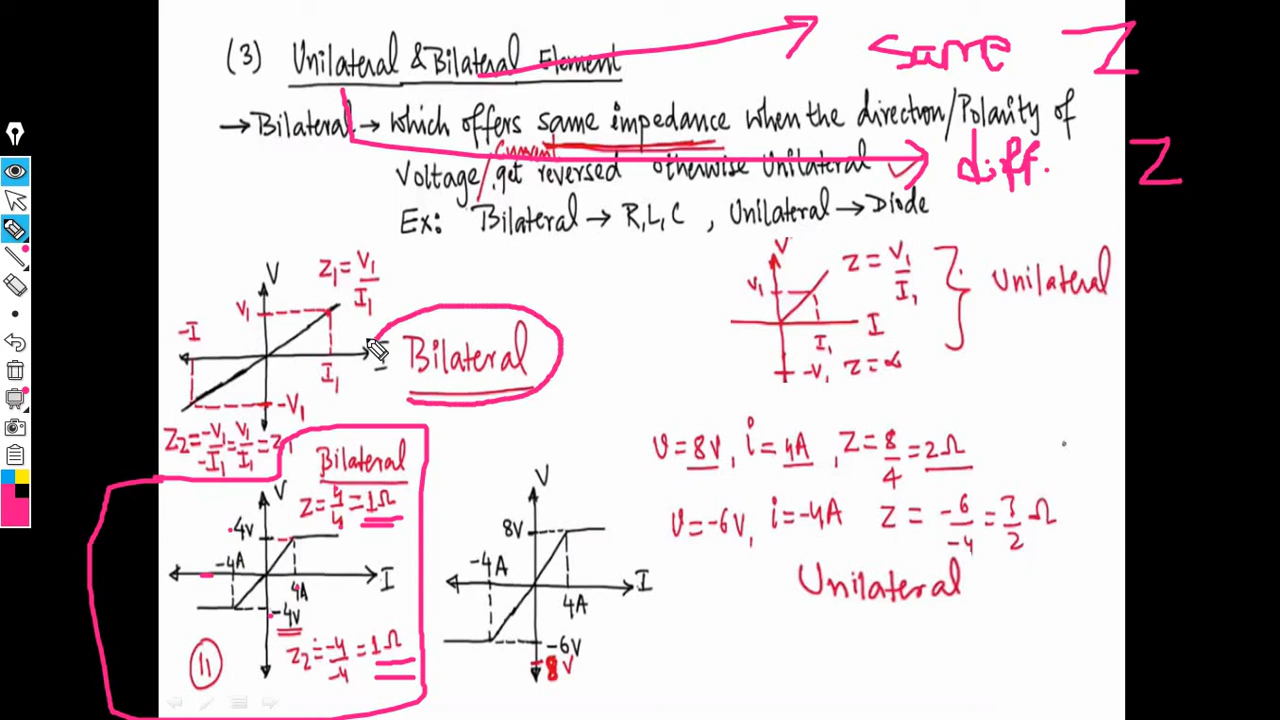 (3) Unilateral & Bilateral Element
same Z
→ Bilateral → which offers same impedance when the direction/Polarity of
Voltage/Current get reversed otherwise Unilateral
diff. Z
Ex: Bilateral → R, L, C , Unilateral → Diode
V
Z1 = V1/I1
V1
-I
I1
I
-V1
Z2 = -V1/-I1 = V1/I1 = Z1
Bilateral
V
V1
Z = V1/I1
I
I1
-V1 Z = ∝
Unilateral
Bilateral
Z = 4/4 = 1Ω
V
4V
-4A
4A
I
-4V
Z2 = -4/-4 = 1Ω
11
V
8V
-4A
4A
I
-6V
-8V
V = 8V, i = 4A, Z = 8/4 = 2Ω
V = -6V, i = -4A Z = -6/-4 = 3/2 Ω
Unilateral